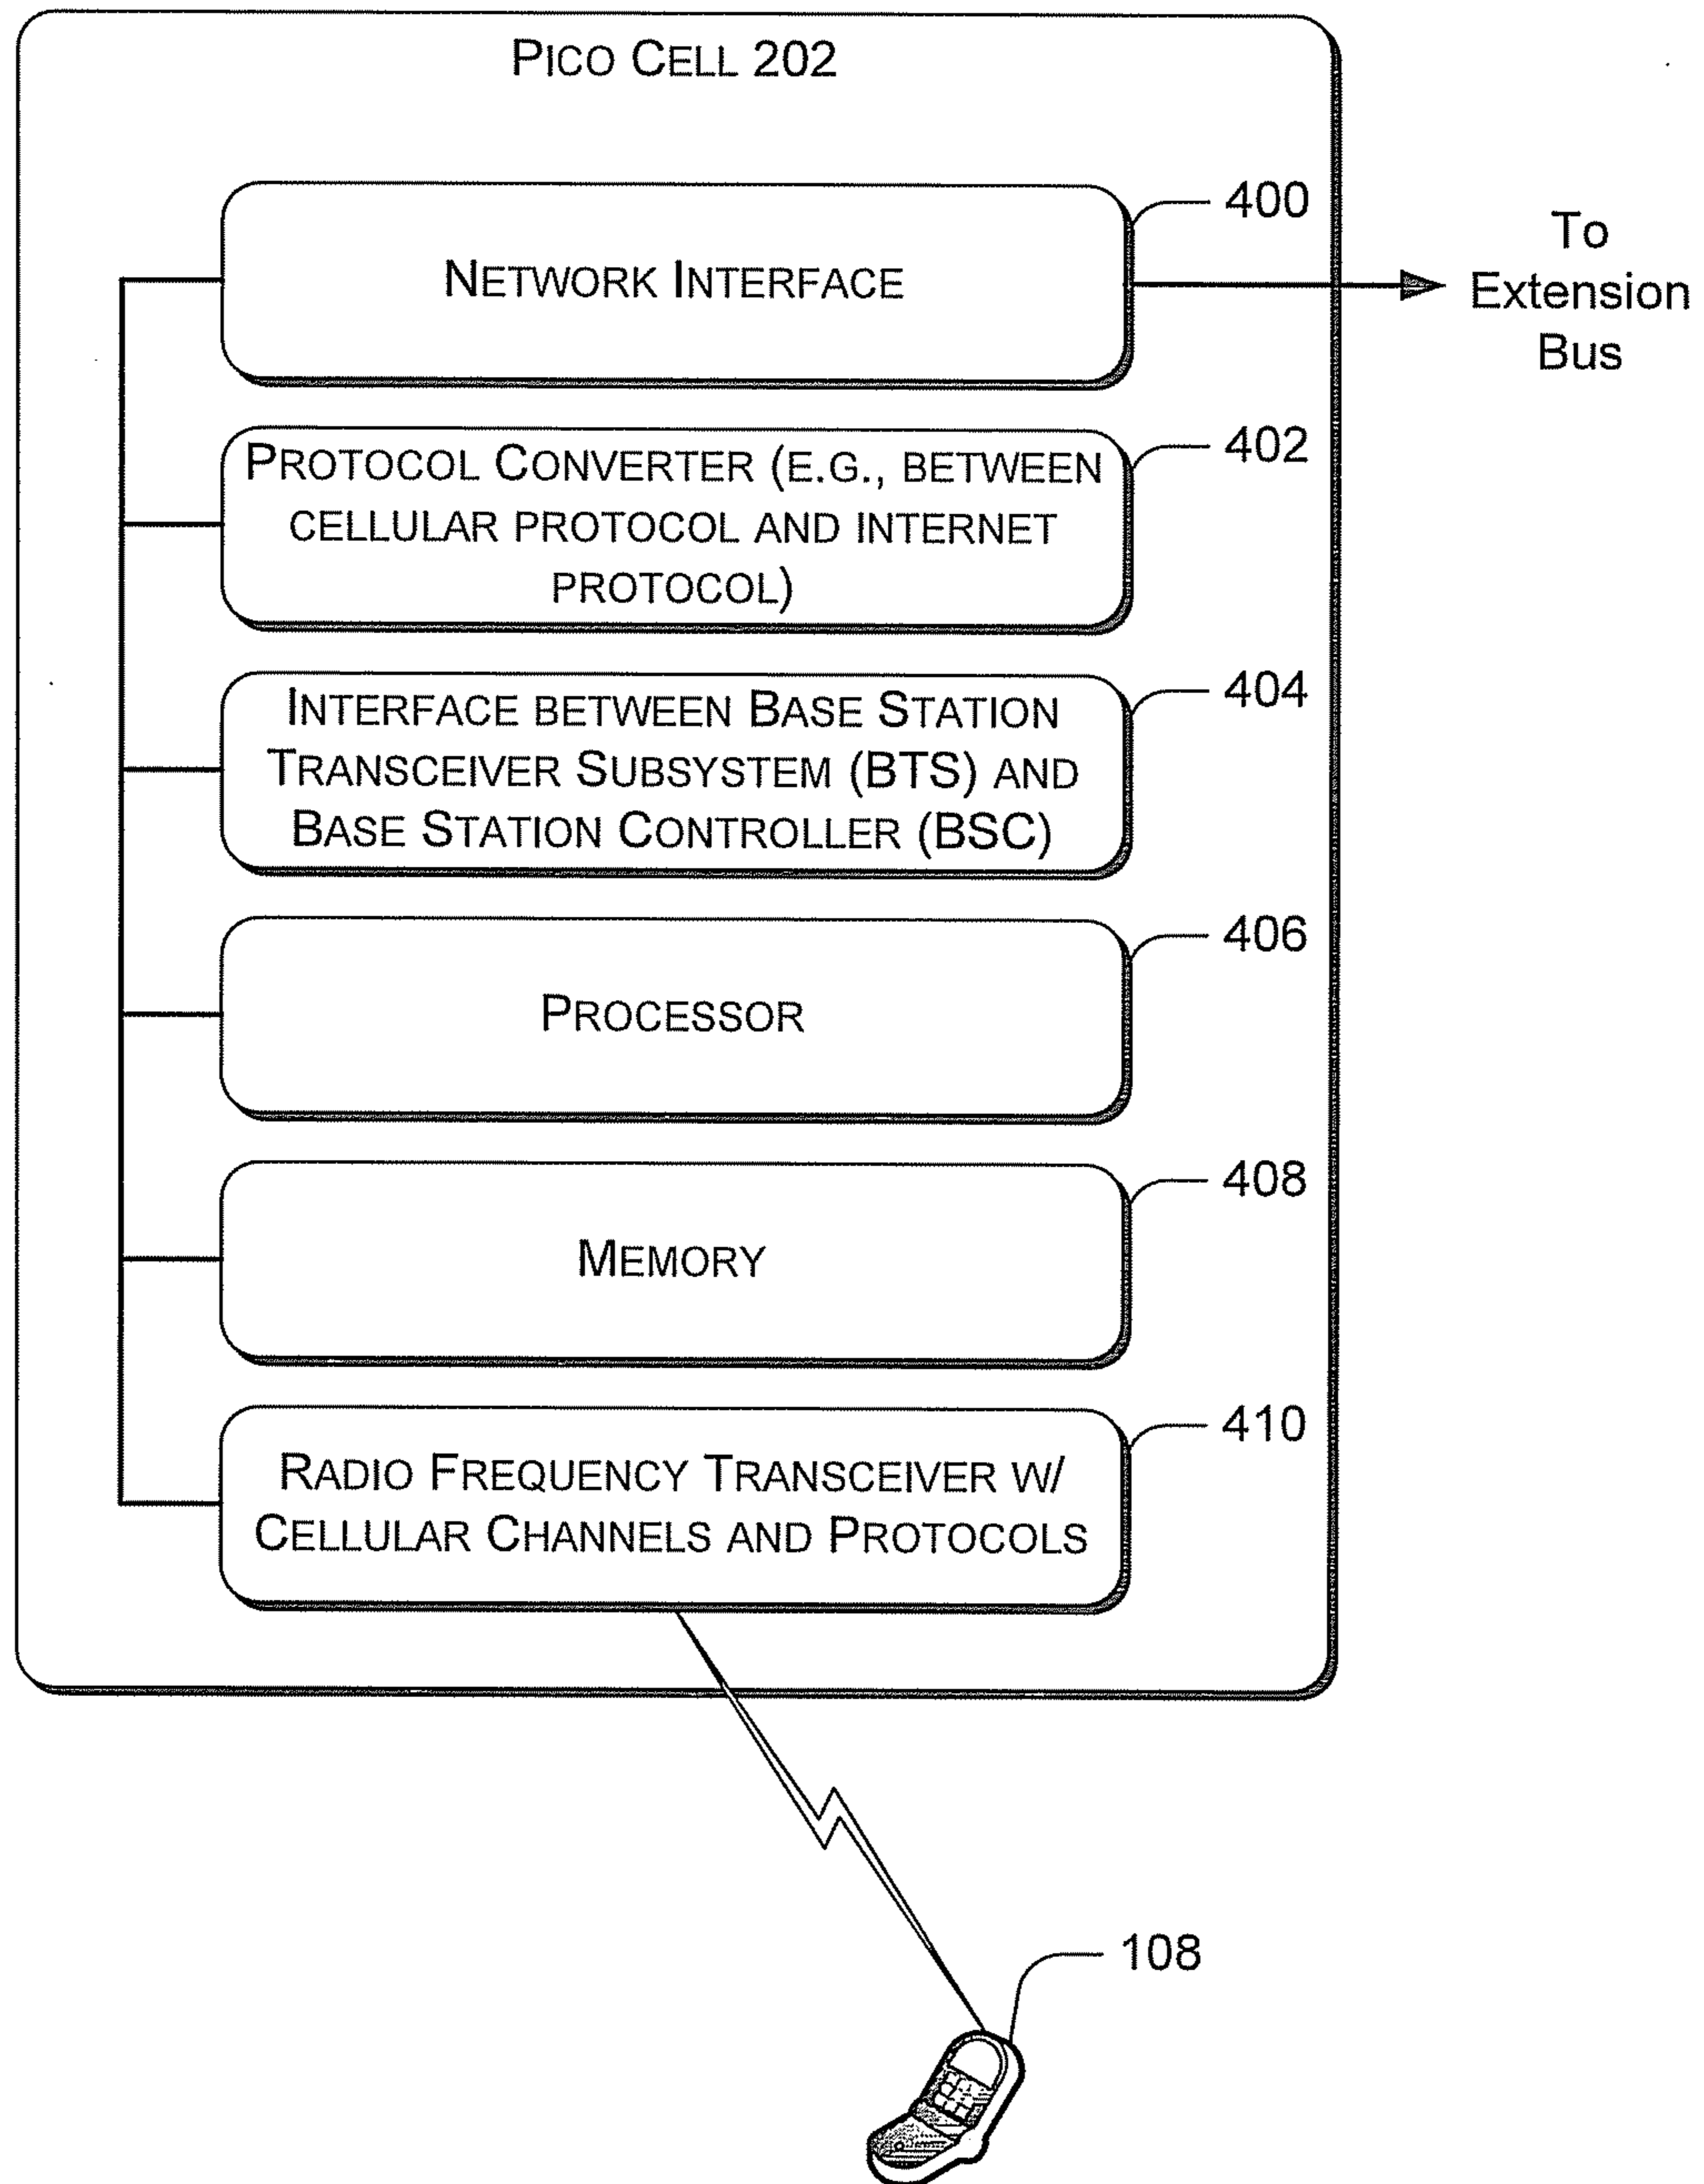 PICO CELL 202
400
NETWORK INTERFACE
To
Extension
Bus
402
PROTOCOL CONVERTER (E.G., BETWEEN
CELLULAR PROTOCOL AND INTERNET
PROTOCOL)
404
INTERFACE BETWEEN BASE STATION
TRANSCEIVER SUBSYSTEM (BTS) AND
BASE STATION CONTROLLER (BSC)
406
PROCESSOR
408
MEMORY
410
RADIO FREQUENCY TRANSCEIVER W/
CELLULAR CHANNELS AND PROTOCOLS
108